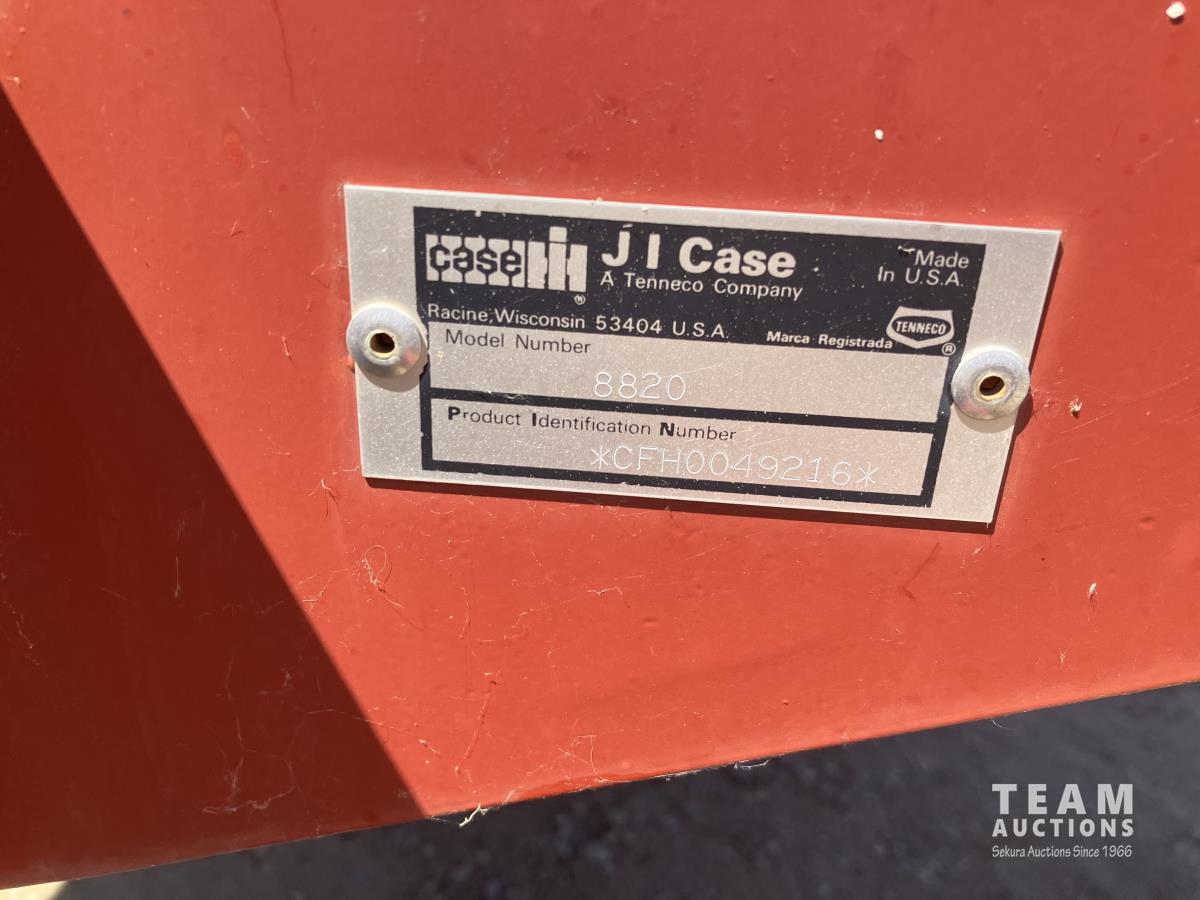 case IH ®
J I Case
A Tenneco Company
Made
In U.S.A.
Racine, Wisconsin 53404 U.S.A.
Marca Registrada
TENNECO ®
Model Number
8820
Product Identification Number
*CFH0049216*
TEAM
AUCTIONS
Sekura Auctions Since 1966